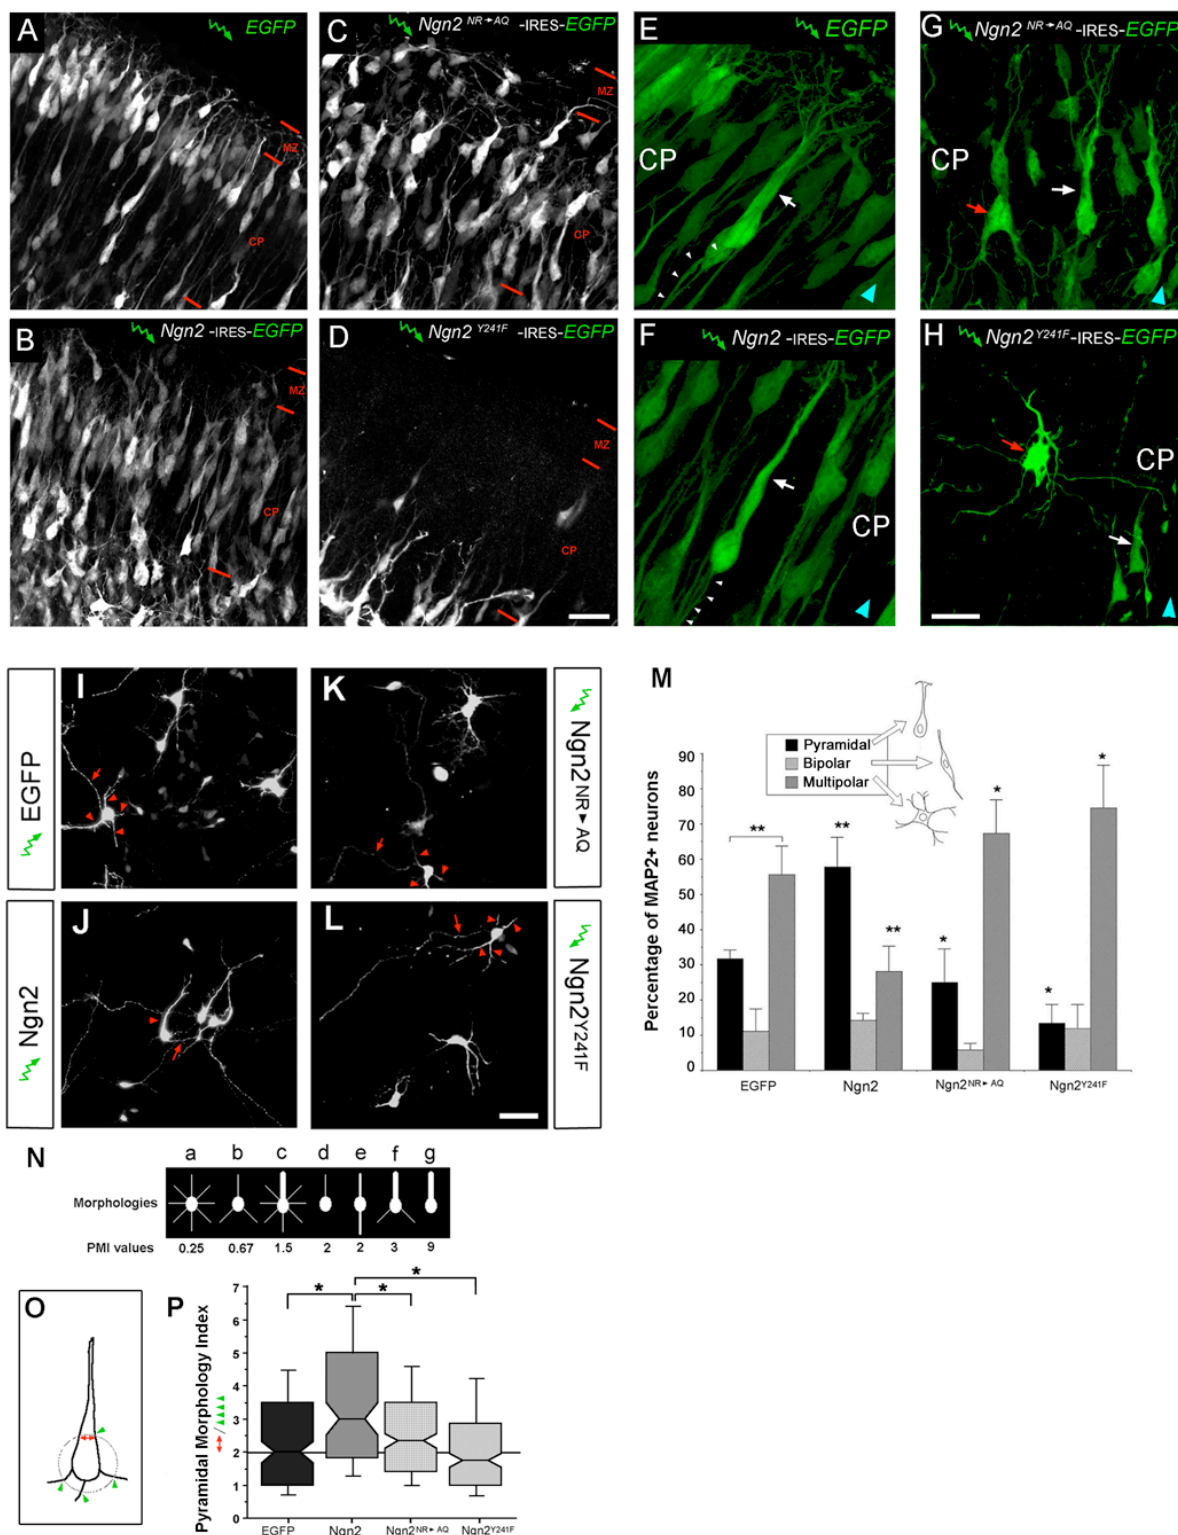 A EGFP
MZ
CP
B Ngn2 -IRES-EGFP
MZ
CP
C Ngn2 NR→AQ -IRES-EGFP
MZ
CP
D Ngn2 Y241F -IRES-EGFP
MZ
CP
E EGFP
CP
F Ngn2 -IRES-EGFP
CP
G Ngn2 NR→AQ -IRES-EGFP
CP
H Ngn2 Y241F-IRES-EGFP
CP
I
EGFP
J
Ngn2
K
Ngn2 NR►AQ
L
Ngn2 Y241F
M
Pyramidal
Bipolar
Multipolar
Percentage of MAP2+ neurons
90
80
70
60
50
40
30
20
10
0
** ** ** * * * *
EGFP Ngn2 Ngn2 NR►AQ Ngn2 Y241F
N
a b c d e f g
Morphologies
PMI values 0.25 0.67 1.5 2 2 3 9
O
P
Pyramidal Morphology Index
/
7
6
5
4
3
2
1
0
* * *
EGFP Ngn2 Ngn2 NR►AQ Ngn2 Y241F